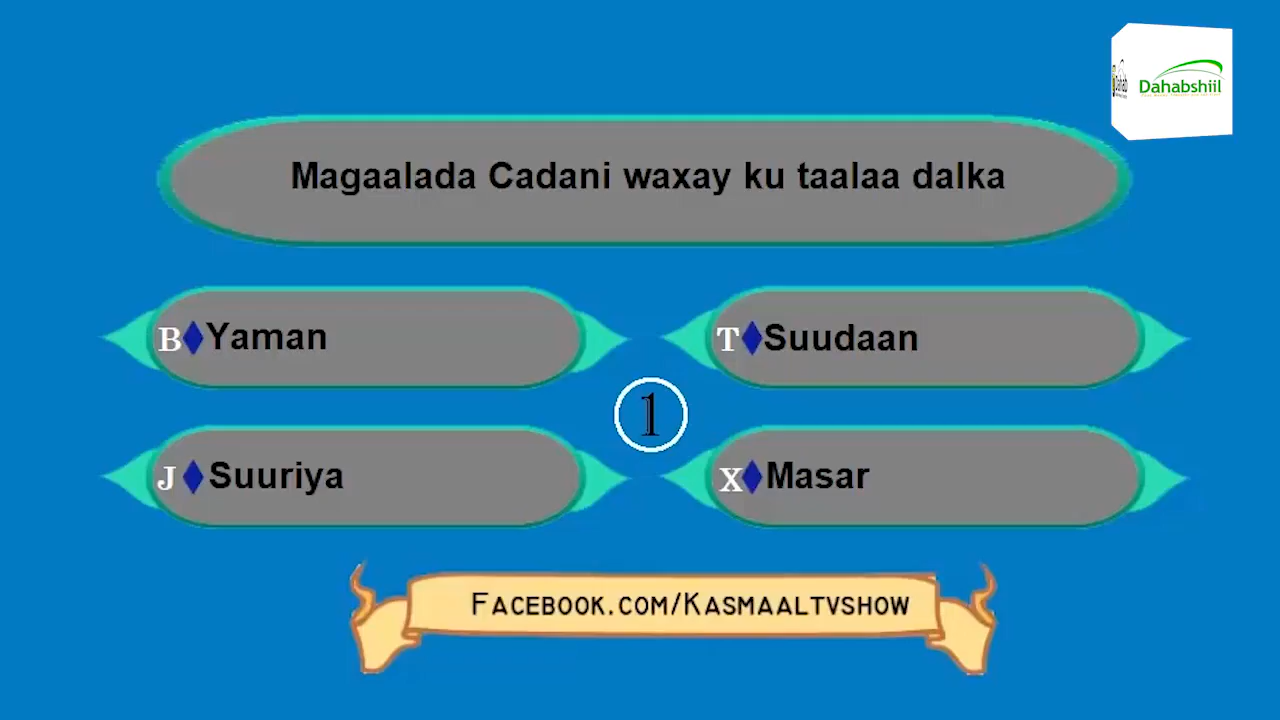 Dahabshiil
Magaalada Cadani waxay ku taalaa dalka
B Yaman
T Suudaan
1
J Suuriya
X Masar
FACEBOOK.COM/KASMAALTVSHOW